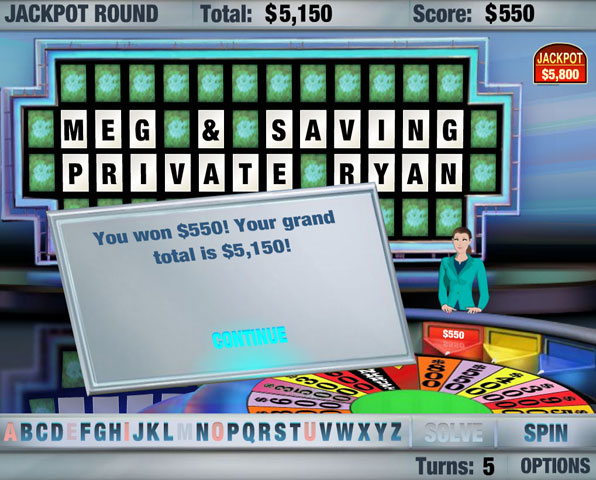 JACKPOT ROUND Total: $5,150 Score: $550
JACKPOT
$5,800
MEG & SAVING
PRIVATE RYAN
You won $550! Your grand
total is $5,150!
CONTINUE
$550
ABCDEFGHIJKLMNOPQRSTUVWXYZ SOLVE SPIN
Turns: 5 OPTIONS